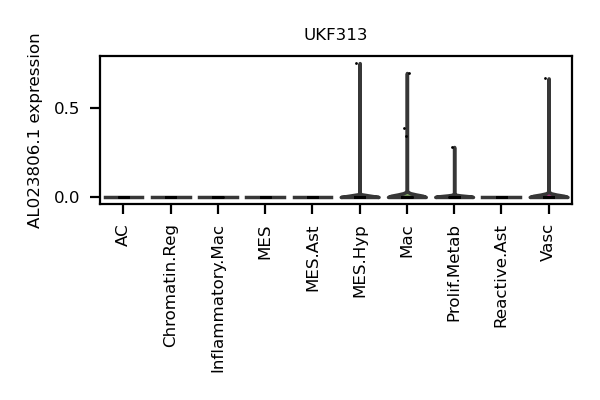 UKF313
AL023806.1 expression
0.5
0.0
AC
Chromatin.Reg
Inflammatory.Mac
MES
MES.Ast
MES.Hyp
Mac
Prolif.Metab
Reactive.Ast
Vasc